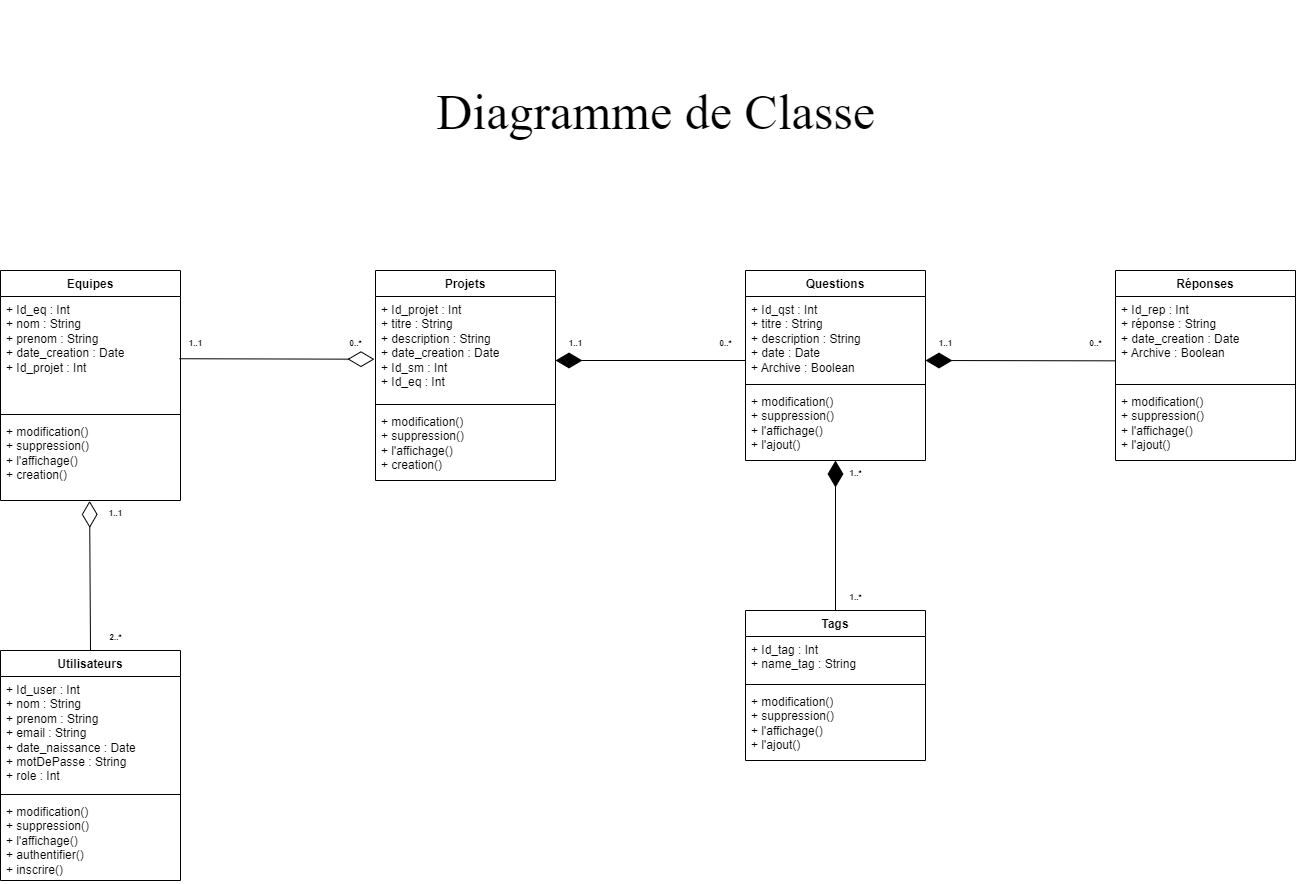 Diagramme de Classe
Equipes
+ Id_eq : Int
+ nom : String
+ prenom : String
+ date_creation : Date
+ Id_projet : Int
+ modification()
+ suppression()
+ l'affichage()
+ creation()
1..1
0..*
Projets
+ Id_projet : Int
+ titre : String
+ description : String
+ date_creation : Date
+ Id_sm : Int
+ Id_eq : Int
+ modification()
+ suppression()
+ l'affichage()
+ creation()
1..1
0..*
Questions
+ Id_qst : Int
+ titre : String
+ description : String
+ date : Date
+ Archive : Boolean
+ modification()
+ suppression()
+ l'affichage()
+ l'ajout()
1..1
0..*
Réponses
+ Id_rep : Int
+ réponse : String
+ date_creation : Date
+ Archive : Boolean
+ modification()
+ suppression()
+ l'affichage()
+ l'ajout()
1..1
2..*
Utilisateurs
+ Id_user : Int
+ nom : String
+ prenom : String
+ email : String
+ date_naissance : Date
+ motDePasse : String
+ role : Int
+ modification()
+ suppression()
+ l'affichage()
+ authentifier()
+ inscrire()
1..*
1..*
Tags
+ Id_tag : Int
+ name_tag : String
+ modification()
+ suppression()
+ l'affichage()
+ l'ajout()